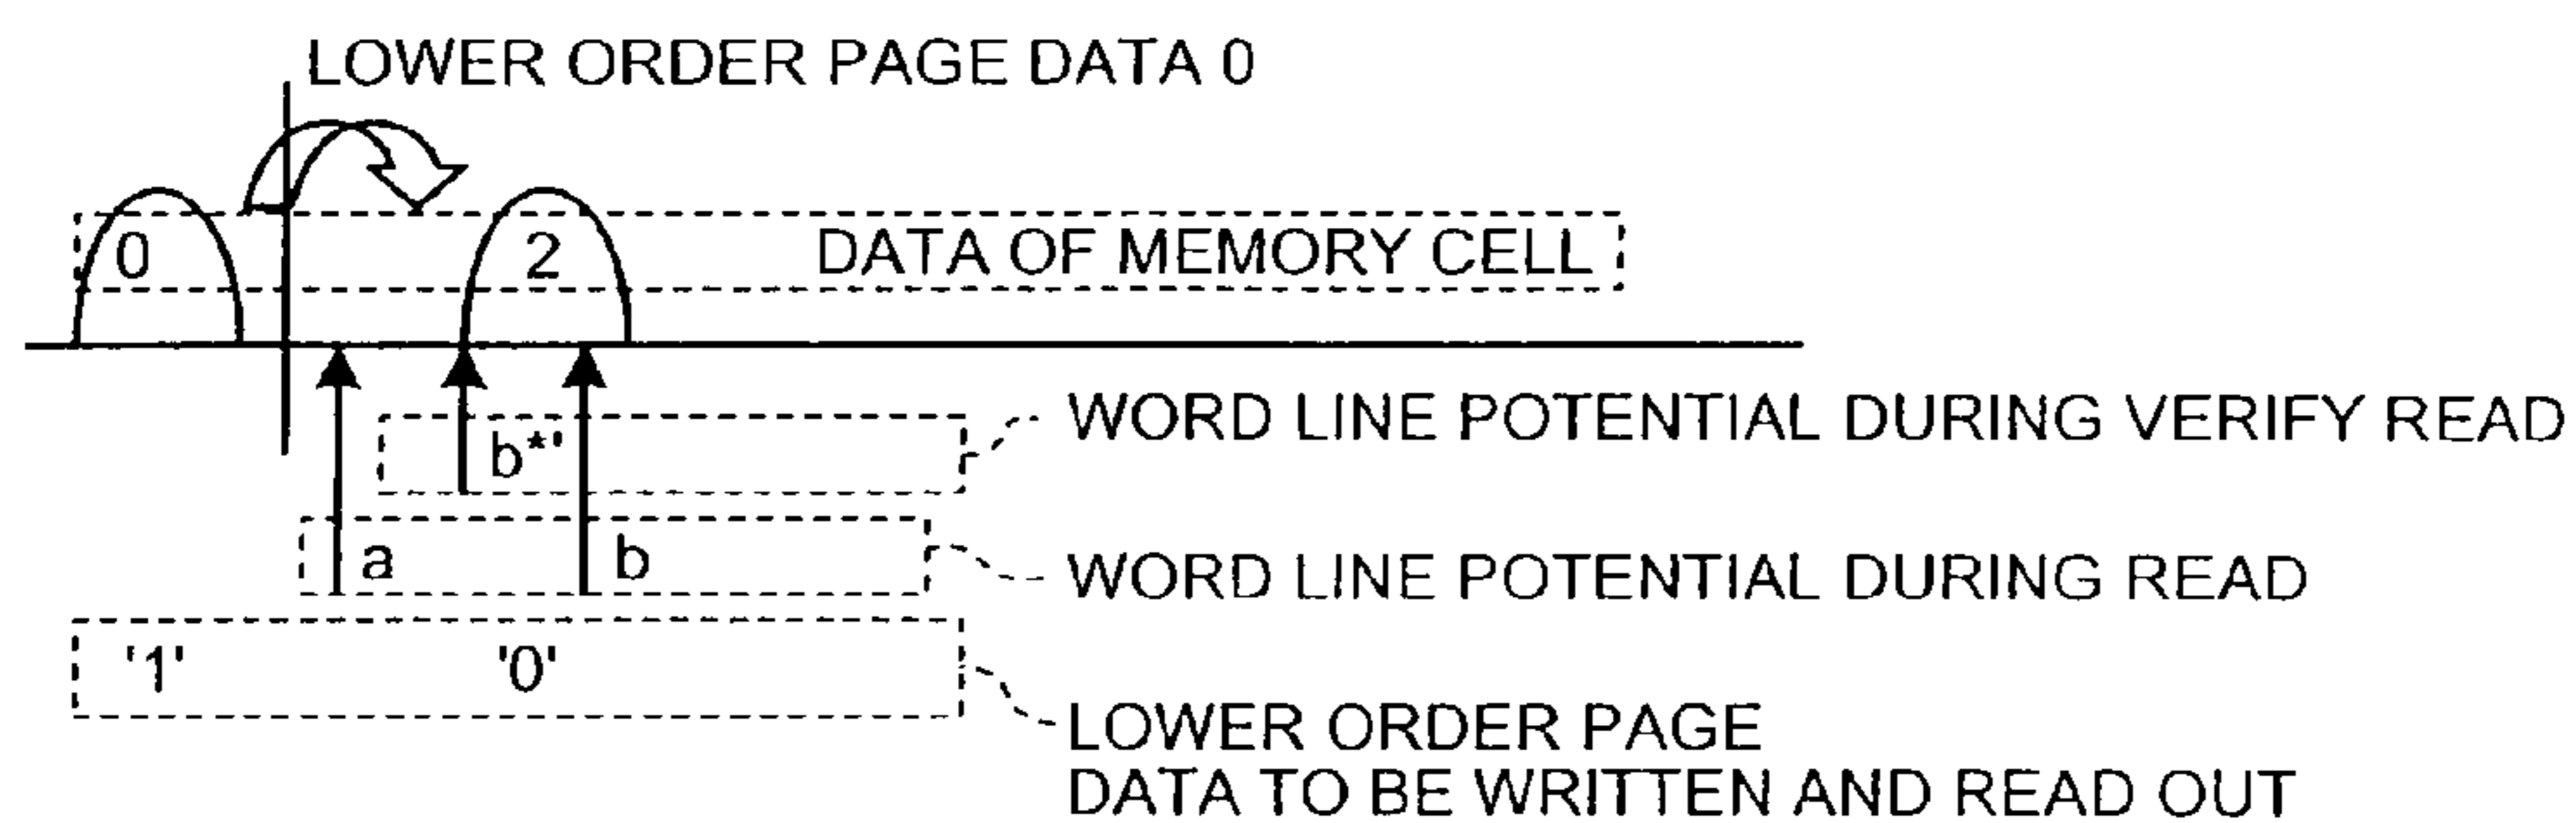 LOWER ORDER PAGE DATA 0
0 2 DATA OF MEMORY CELL
b*' WORD LINE POTENTIAL DURING VERIFY READ
a b WORD LINE POTENTIAL DURING READ
'1' '0'
LOWER ORDER PAGE
DATA TO BE WRITTEN AND READ OUT